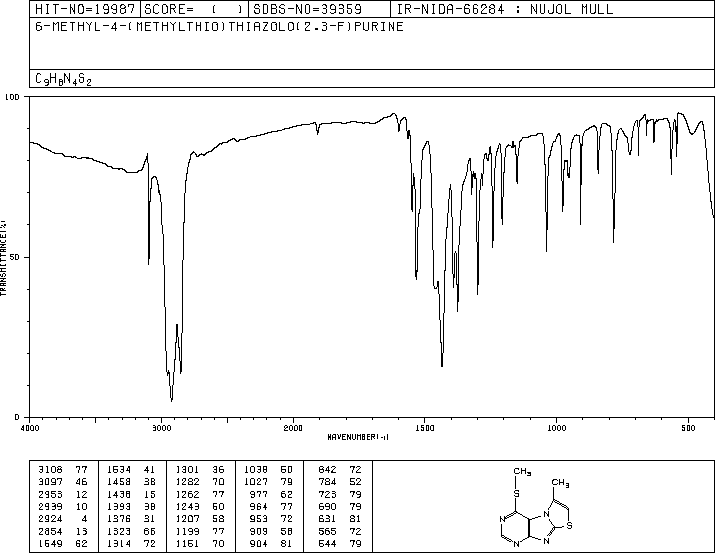 HIT-NO=19987 SCORE= ( ) SDBS-NO=39359 IR-NIDA-66284 : NUJOL MULL
6-METHYL-4-(METHYLTHIO)THIAZOLO(2.3-F)PURINE
C9H8N4S2
100
50
0
TRANSMITTANCE(%)
4000 3000 2000 1500 1000 500
WAVENUMBER(-1)
3108 77 1534 41 1301 36 1038 50 842 72
3097 46 1458 38 1282 70 1027 79 784 52
2953 12 1438 15 1262 77 977 62 723 79
2939 10 1393 38 1243 50 964 77 690 79
2924 4 1376 31 1207 58 953 72 631 81
2854 13 1323 66 1199 77 909 58 565 72
1549 62 1314 72 1151 70 904 81 544 79
CH3
CH3
S
N
N
S
N
N